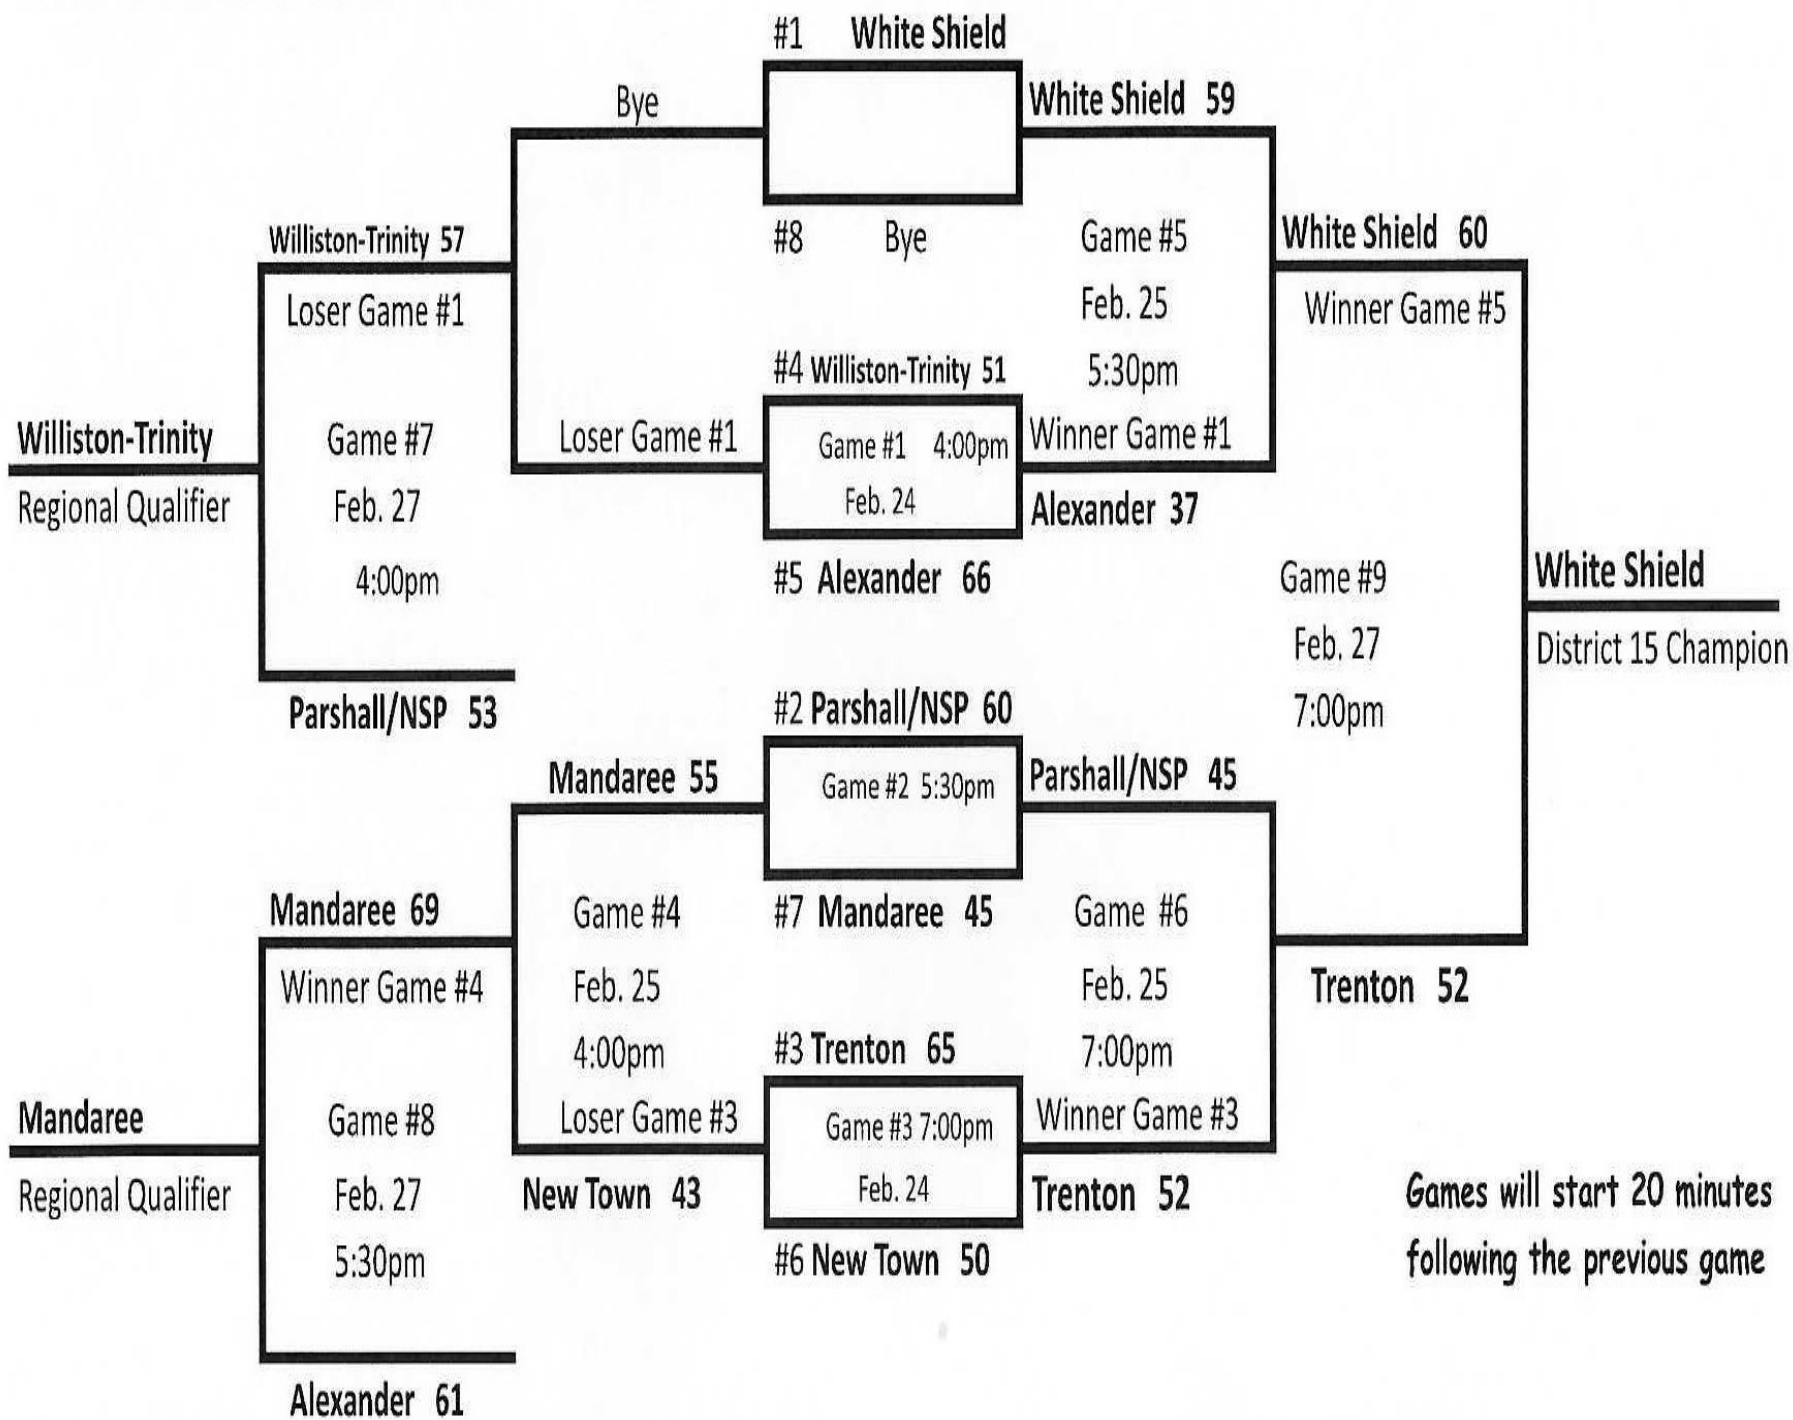 #1 White Shield
Bye
White Shield 59
#8 Bye
Williston-Trinity 57
Loser Game #1
Game #5
Feb. 25
5:30pm
White Shield 60
Winner Game #5
#4 Williston-Trinity 51
Loser Game #1
Game #1 4:00pm
Feb. 24
Winner Game #1
Alexander 37
#5 Alexander 66
Williston-Trinity
Regional Qualifier
Game #7
Feb. 27
4:00pm
Parshall/NSP 53
Game #9
Feb. 27
7:00pm
White Shield
District 15 Champion
#2 Parshall/NSP 60
Mandaree 55
Game #2 5:30pm
Parshall/NSP 45
#7 Mandaree 45
Mandaree 69
Winner Game #4
Game #4
Feb. 25
4:00pm
Game #6
Feb. 25
7:00pm
Trenton 52
#3 Trenton 65
Loser Game #3
Game #3 7:00pm
Feb. 24
Winner Game #3
New Town 43
Trenton 52
#6 New Town 50
Mandaree
Regional Qualifier
Game #8
Feb. 27
5:30pm
Alexander 61
Games will start 20 minutes
following the previous game